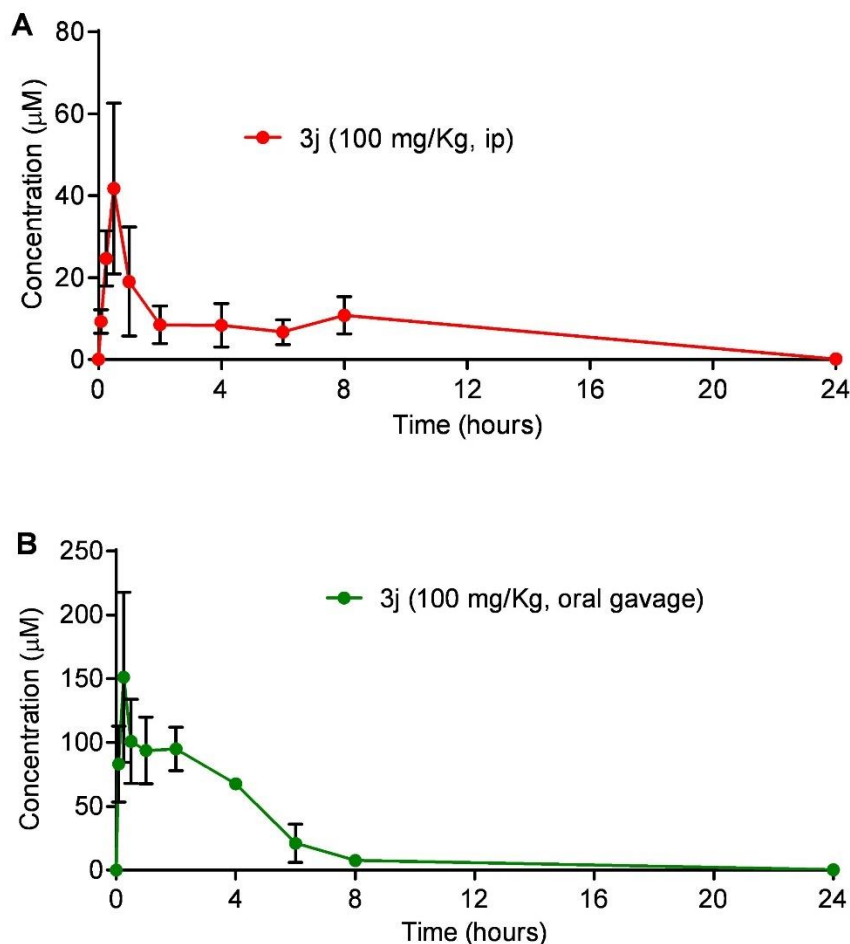 A
80
60
40
20
0
Concentration (μM)
3j (100 mg/Kg, ip)
0 4 8 12 16 20 24
Time (hours)
B
250
200
150
100
50
0
Concentration (μM)
3j (100 mg/Kg, oral gavage)
0 4 8 12 16 20 24
Time (hours)